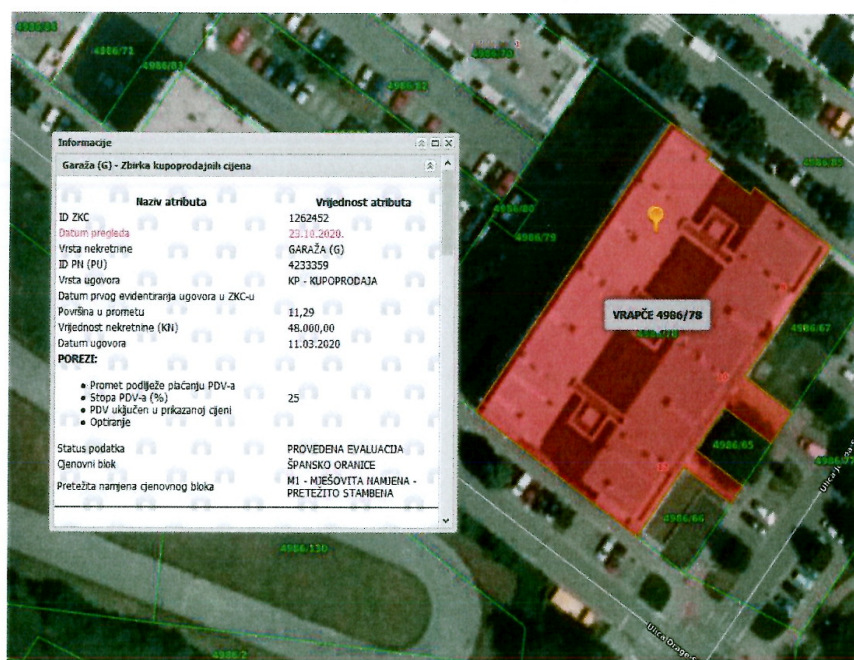 4986/71
4986/81
4986/82
4986/70
4986/85
4986/80
4986/79
VRAPČE 4986/78
4986/67
4986/65
4986/66
4986/130
4986/2
10
15
Informacije
Garaža (G) - Zbirka kupoprodajnih cijena
Naziv atributa Vrijednost atributa
ID ZKC 1262452
Datum pregleda 23.10.2020.
Vrsta nekretnine GARAŽA (G)
ID PN (PU) 4233359
Vrsta ugovora KP - KUPOPRODAJA
Datum prvog evidentiranja ugovora u ZKC-u
Površina u prometu 11,29
Vrijednost nekretnine (KN) 48.000,00
Datum ugovora 11.03.2020
POREZI:
• Promet podliježe plaćanju PDV-a
• Stopa PDV-a (%) 25
• PDV uključen u prikazanoj cijeni
• Optiranje
Status podatka PROVEDENA EVALUACIJA
Cjenovni blok ŠPANSKO ORANICE
Pretežita namjena cjenovnog bloka M1 - MJEŠOVITA NAMJENA -
PRETEŽITO STAMBENA